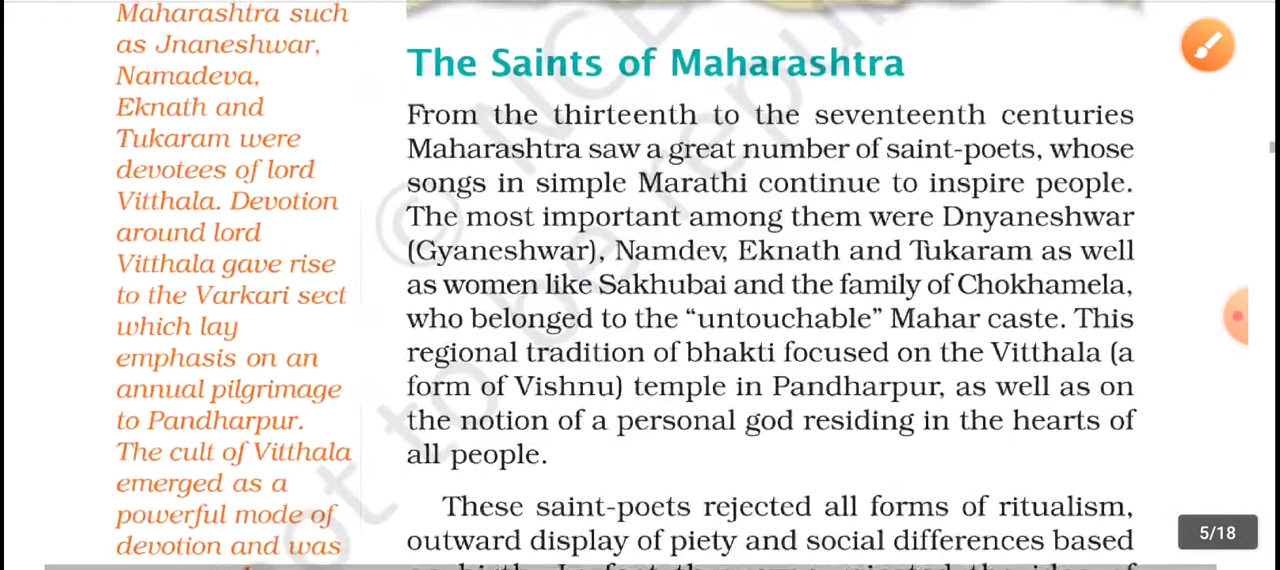 Maharashtra such
as Jnaneshwar,
Namadeva,
Eknath and
Tukaram were
devotees of lord
Vitthala. Devotion
around lord
Vitthala gave rise
to the Varkari sect
which lay
emphasis on an
annual pilgrimage
to Pandharpur.
The cult of Vitthala
emerged as a
powerful mode of
devotion and was
The Saints of Maharashtra
From the thirteenth to the seventeenth centuries
Maharashtra saw a great number of saint-poets, whose
songs in simple Marathi continue to inspire people.
The most important among them were Dnyaneshwar
(Gyaneshwar), Namdev, Eknath and Tukaram as well
as women like Sakhubai and the family of Chokhamela,
who belonged to the “untouchable” Mahar caste. This
regional tradition of bhakti focused on the Vitthala (a
form of Vishnu) temple in Pandharpur, as well as on
the notion of a personal god residing in the hearts of
all people.
These saint-poets rejected all forms of ritualism,
outward display of piety and social differences based
5/18